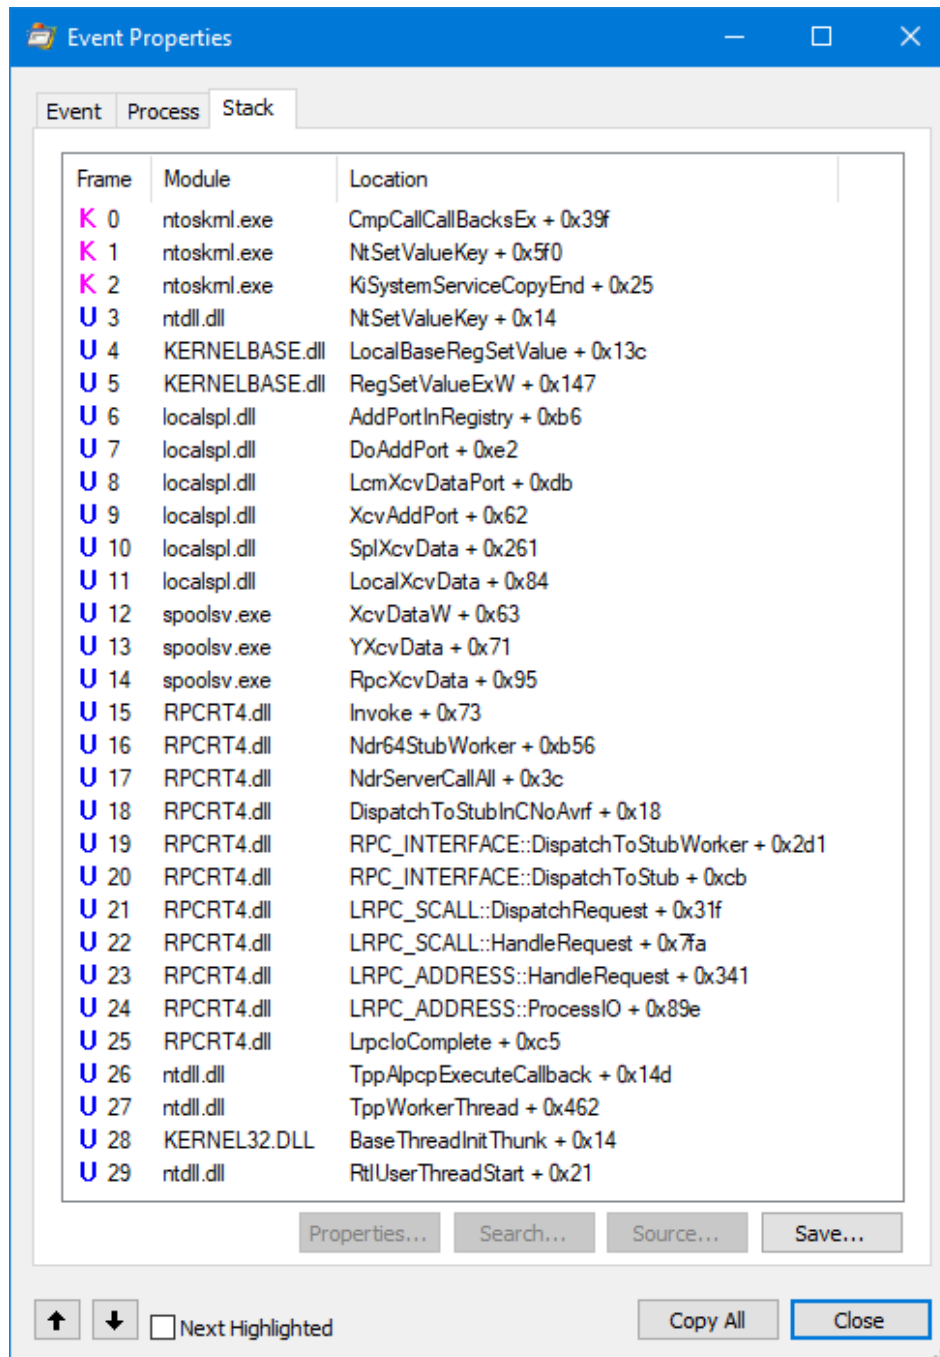 Event Properties
Event Process Stack
Frame Module Location
K 0 ntoskrnl.exe CmpCallCallBacksEx + 0x39f
K 1 ntoskrnl.exe NtSetValueKey + 0x5f0
K 2 ntoskrnl.exe KiSystemServiceCopyEnd + 0x25
U 3 ntdll.dll NtSetValueKey + 0x14
U 4 KERNELBASE.dll LocalBaseRegSetValue + 0x13c
U 5 KERNELBASE.dll RegSetValueExW + 0x147
U 6 localspl.dll AddPortInRegistry + 0xb6
U 7 localspl.dll DoAddPort + 0xe2
U 8 localspl.dll LcmXcvDataPort + 0xdb
U 9 localspl.dll XcvAddPort + 0x62
U 10 localspl.dll SplXcvData + 0x261
U 11 localspl.dll LocalXcvData + 0x84
U 12 spoolsv.exe XcvDataW + 0x63
U 13 spoolsv.exe YXcvData + 0x71
U 14 spoolsv.exe RpcXcvData + 0x95
U 15 RPCRT4.dll Invoke + 0x73
U 16 RPCRT4.dll Ndr64StubWorker + 0xb56
U 17 RPCRT4.dll NdrServerCallAll + 0x3c
U 18 RPCRT4.dll DispatchToStubInCNoAvrf + 0x18
U 19 RPCRT4.dll RPC_INTERFACE::DispatchToStubWorker + 0x2d1
U 20 RPCRT4.dll RPC_INTERFACE::DispatchToStub + 0xcb
U 21 RPCRT4.dll LRPC_SCALL::DispatchRequest + 0x31f
U 22 RPCRT4.dll LRPC_SCALL::HandleRequest + 0x7fa
U 23 RPCRT4.dll LRPC_ADDRESS::HandleRequest + 0x341
U 24 RPCRT4.dll LRPC_ADDRESS::ProcessIO + 0x89e
U 25 RPCRT4.dll LrpcIoComplete + 0xc5
U 26 ntdll.dll TppAlpcpExecuteCallback + 0x14d
U 27 ntdll.dll TppWorkerThread + 0x462
U 28 KERNEL32.DLL BaseThreadInitThunk + 0x14
U 29 ntdll.dll RtlUserThreadStart + 0x21
Properties... Search... Source... Save...
Next Highlighted Copy All Close